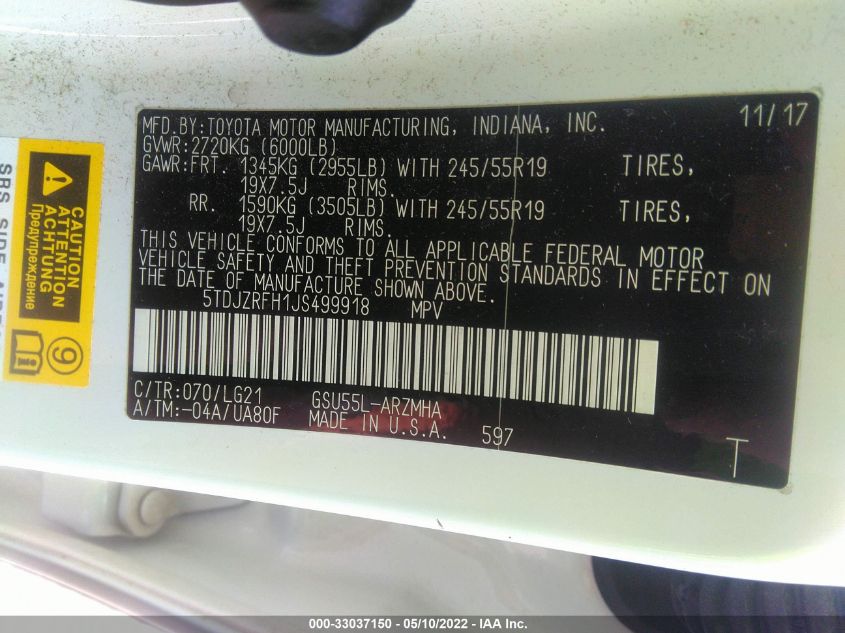 MFD.BY:TOYOTA MOTOR MANUFACTURING, INDIANA, INC. 11/17
GVWR:2720KG (6000LB)
GAWR:FRT. 1345KG (2955LB) WITH 245/55R19 TIRES,
19X7.5J RIMS.
RR. 1590KG (3505LB) WITH 245/55R19 TIRES,
19X7.5J RIMS.
THIS VEHICLE CONFORMS TO ALL APPLICABLE FEDERAL MOTOR
VEHICLE SAFETY AND THEFT PREVENTION STANDARDS IN EFFECT ON
THE DATE OF MANUFACTURE SHOWN ABOVE.
5TDJZRFH1JS499918 MPV
C/TR:070/LG21 GSU55L-ARZMHA
A/TM:-04A/UA80F MADE IN U.S.A. 597
T
SRS SIDE
CAUTION
ATTENTION
ACHTUNG
Предупреждение
9
000-33037150 - 05/10/2022 - IAA Inc.